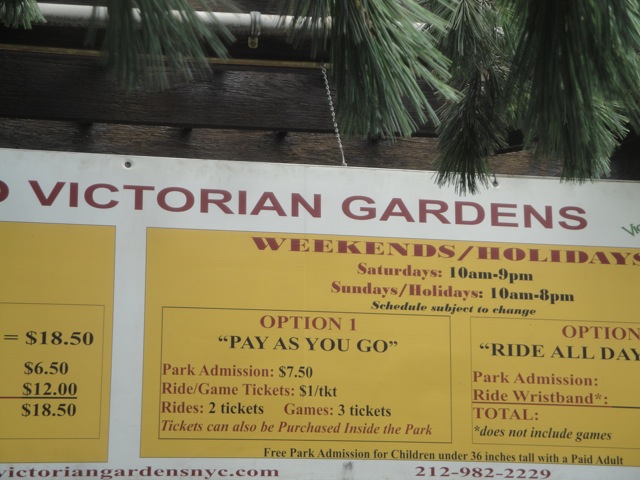 VICTORIAN GARDENS
= $18.50
$6.50
$12.00
$18.50
WEEKENDS/HOLIDAYS
Saturdays: 10am-9pm
Sundays/Holidays: 10am-8pm
Schedule subject to change
OPTION 1
"PAY AS YOU GO"
Park Admission: $7.50
Ride/Game Tickets: $1/tkt
Rides: 2 tickets Games: 3 tickets
Tickets can also be Purchased Inside the Park
OPTION
"RIDE ALL DAY
Park Admission:
Ride Wristband*:
TOTAL:
*does not include games
Free Park Admission for Children under 36 inches tall with a Paid Adult
victoriangardensnyc.com 212-982-2229